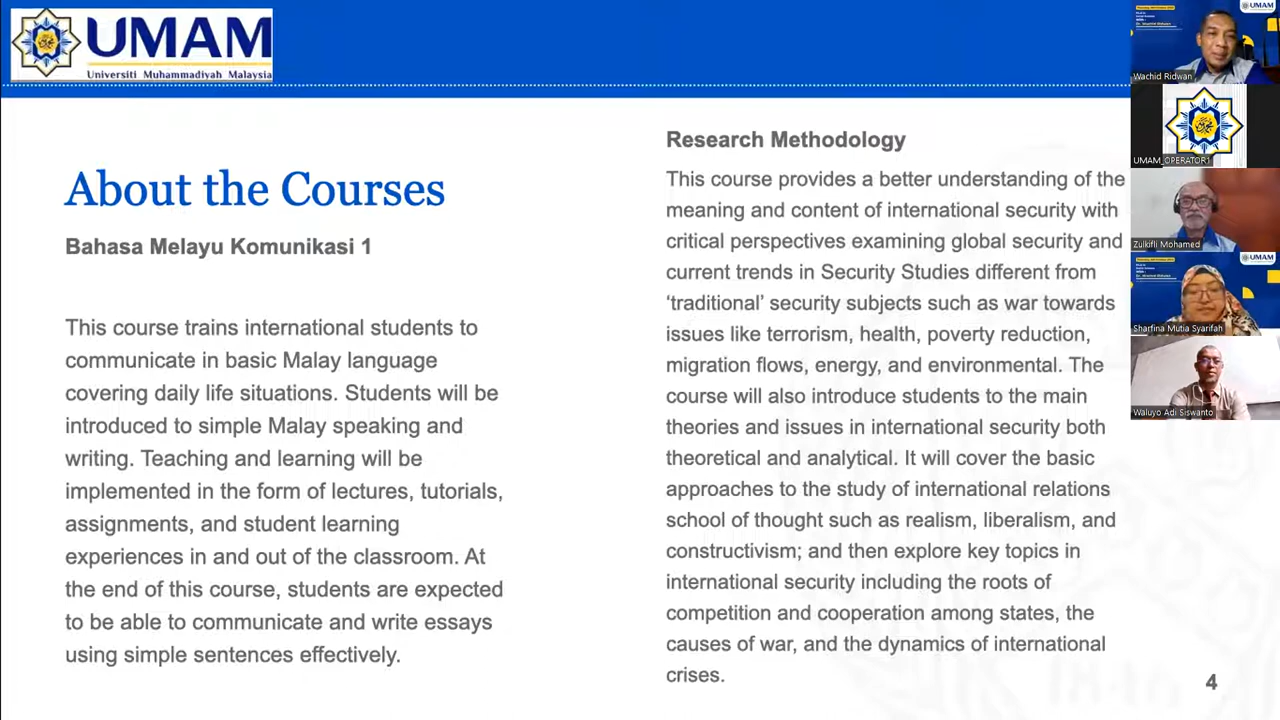 UMAM
Universiti Muhammadiyah Malaysia
About the Courses
Bahasa Melayu Komunikasi 1
This course trains international students to
communicate in basic Malay language
covering daily life situations. Students will be
introduced to simple Malay speaking and
writing. Teaching and learning will be
implemented in the form of lectures, tutorials,
assignments, and student learning
experiences in and out of the classroom. At
the end of this course, students are expected
to be able to communicate and write essays
using simple sentences effectively.
Research Methodology
This course provides a better understanding of the
meaning and content of international security with
critical perspectives examining global security and
current trends in Security Studies different from
‘traditional’ security subjects such as war towards
issues like terrorism, health, poverty reduction,
migration flows, energy, and environmental. The
course will also introduce students to the main
theories and issues in international security both
theoretical and analytical. It will cover the basic
approaches to the study of international relations
school of thought such as realism, liberalism, and
constructivism; and then explore key topics in
international security including the roots of
competition and cooperation among states, the
causes of war, and the dynamics of international
crises.
4
UMAM
Wachid Ridwan
UMAM_OPERATOR1
Zulkifli Mohamed
UMAM
Sharfina Mutia Syarifah
Waluyo Adi Siswanto